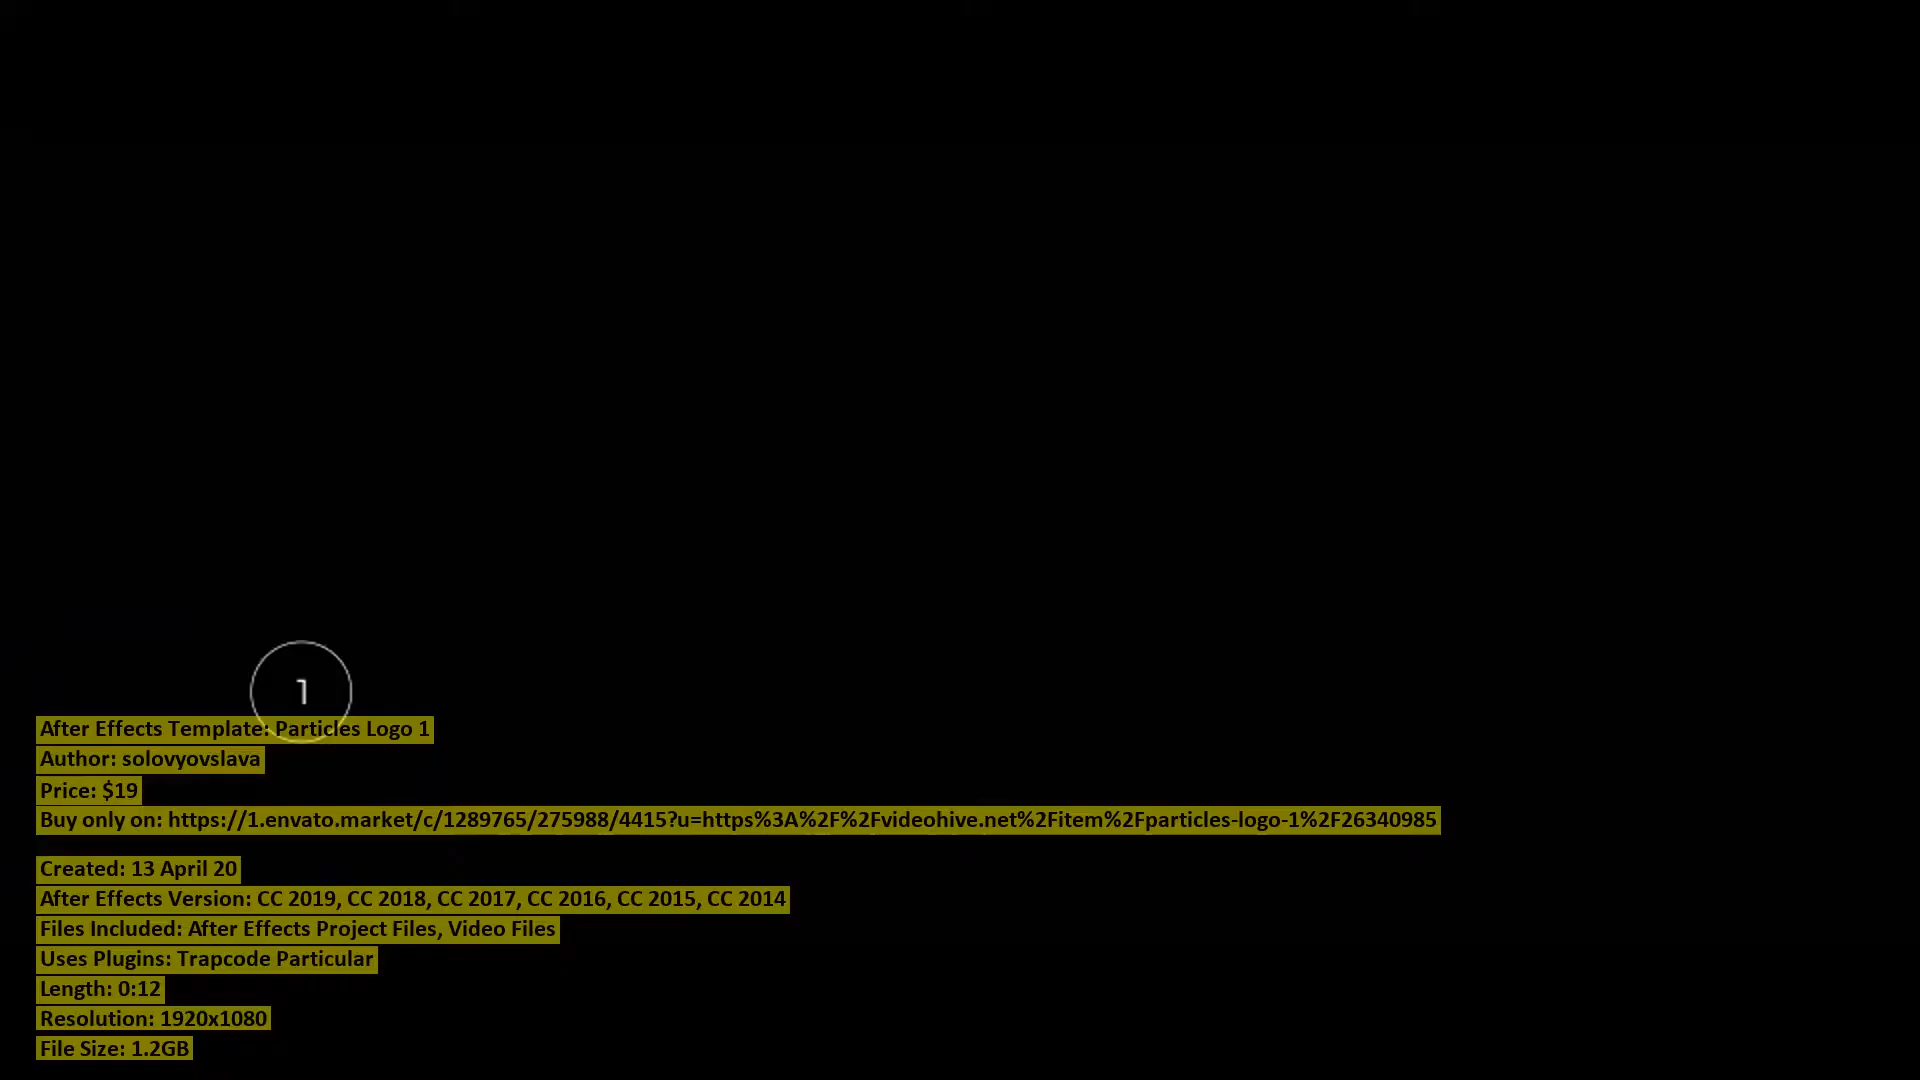 1
After Effects Template: Particles Logo 1
Author: solovyovslava
Price: $19
Buy only on: https://1.envato.market/c/1289765/275988/4415?u=https%3A%2F%2Fvideohive.net%2Fitem%2Fparticles-logo-1%2F26340985
Created: 13 April 20
After Effects Version: CC 2019, CC 2018, CC 2017, CC 2016, CC 2015, CC 2014
Files Included: After Effects Project Files, Video Files
Uses Plugins: Trapcode Particular
Length: 0:12
Resolution: 1920x1080
File Size: 1.2GB